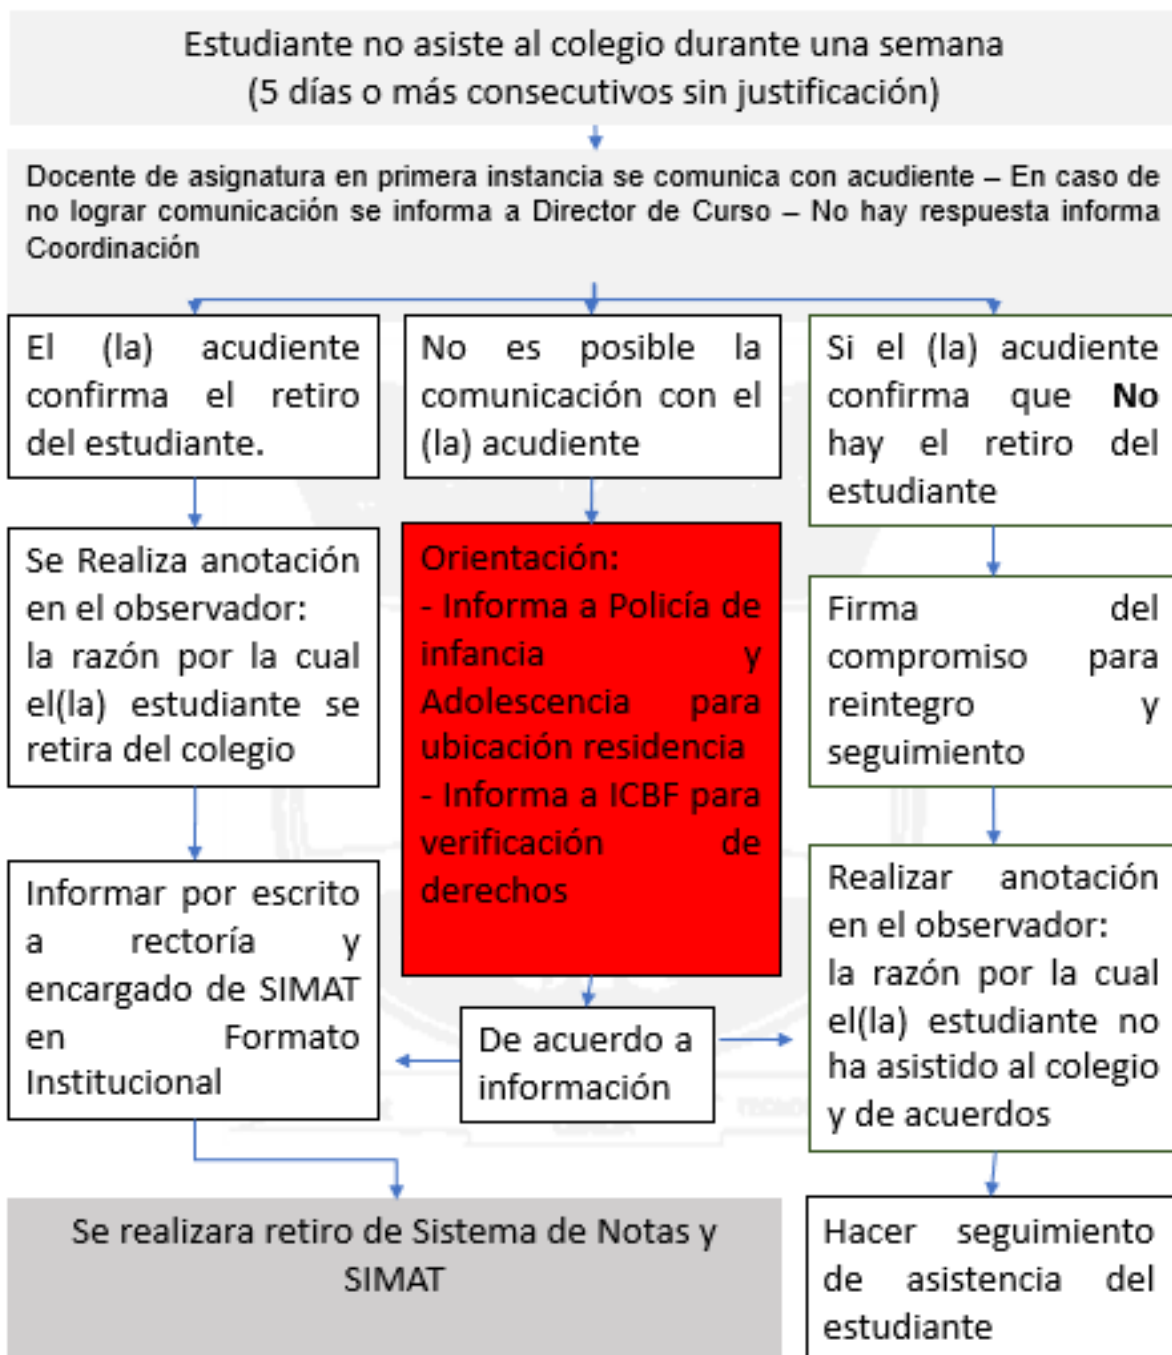 Estudiante no asiste al colegio durante una semana
(5 días o más consecutivos sin justificación)
Docente de asignatura en primera instancia se comunica con acudiente – En caso de
no lograr comunicación se informa a Director de Curso – No hay respuesta informa
Coordinación
El (la) acudiente
confirma el retiro
del estudiante.
No es posible la
comunicación con el
(la) acudiente
Si el (la) acudiente
confirma que No
hay el retiro del
estudiante
Se Realiza anotación
en el observador:
la razón por la cual
el(la) estudiante se
retira del colegio
Orientación:
- Informa a Policía de
infancia y
Adolescencia para
ubicación residencia
- Informa a ICBF para
verificación de
derechos
Firma del
compromiso para
reintegro y
seguimiento
Informar por escrito
a rectoría y
encargado de SIMAT
en Formato
Institucional
De acuerdo a
información
Realizar anotación
en el observador:
la razón por la cual
el(la) estudiante no
ha asistido al colegio
y de acuerdos
Se realizara retiro de Sistema de Notas y
SIMAT
Hacer seguimiento
de asistencia del
estudiante